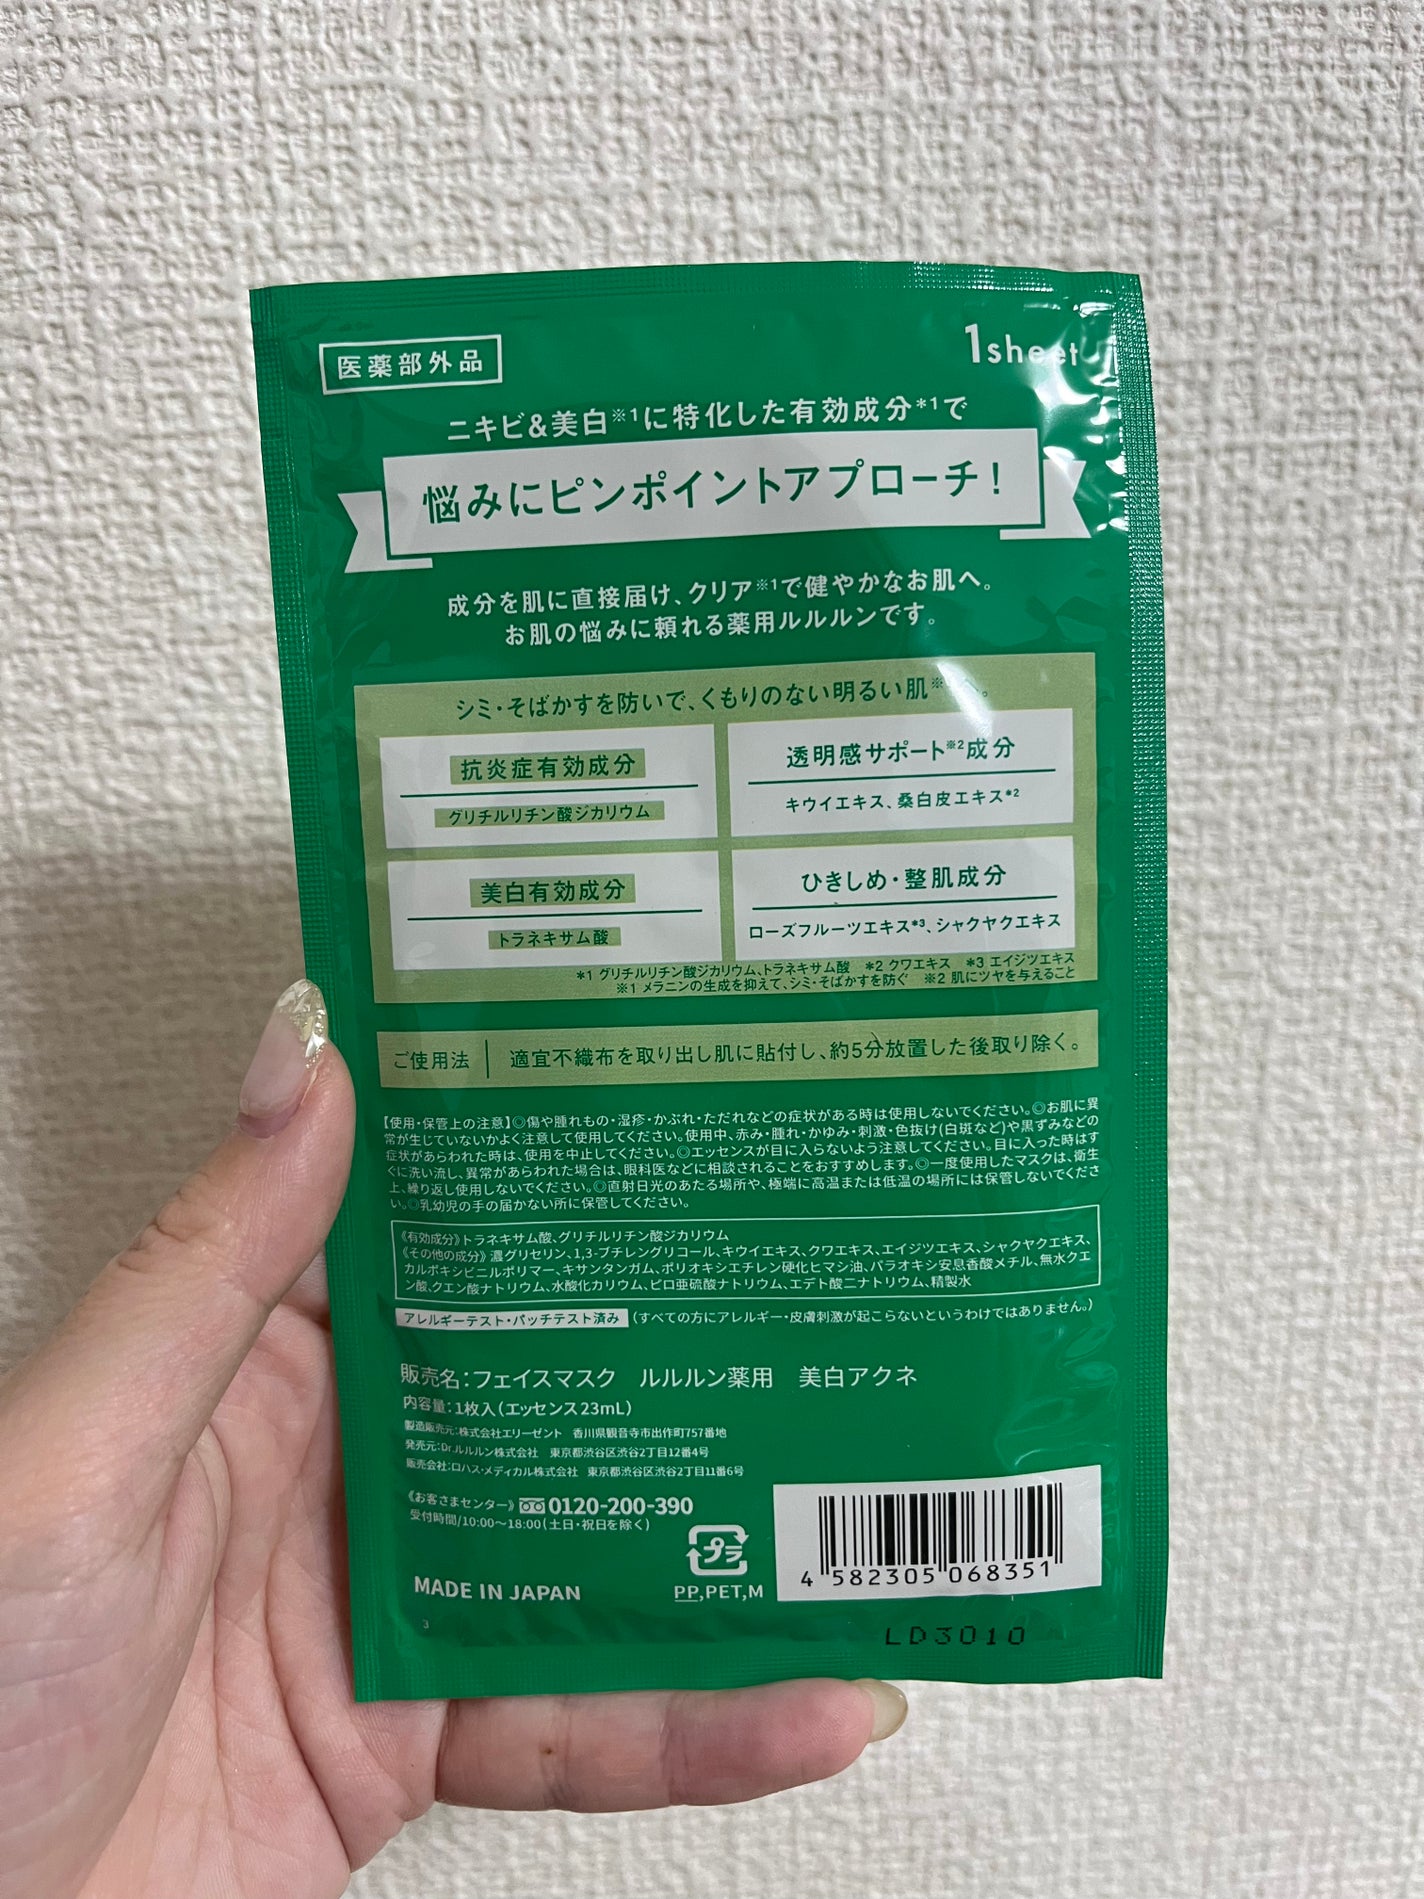 医薬部外品
1sheet
ニキビ&美白※1に特化した有効成分*1で
悩みにピンポイントアプローチ!
成分を肌に直接届け、クリア※1で健やかなお肌へ。
お肌の悩みに頼れる薬用ルルルンです。
シミ・そばかすを防いで、くもりのない明るい肌
抗炎症有効成分
グリチルリチン酸ジカリウム
透明感サポート※2成分
キウイエキス、桑白皮エキス*2
美白有効成分
トラネキサム酸
ひきしめ・整肌成分
ローズフルーツエキス*3、シャクヤクエキス
*1 グリチルリチン酸ジカリウム、トラネキサム酸 *2 クワエキス *3 エイジツエキス
※1 メラニンの生成を抑えて、シミ・そばかすを防ぐ ※2 肌にツヤを与えること
ご使用法 適宜不織布を取り出し肌に貼付し、約5分放置した後取り除く。
【使用・保管上の注意】◎傷や腫れもの・湿疹・かぶれ・ただれなどの症状がある時は使用しないでください。◎お肌に異
常が生じていないかよく注意して使用してください。使用中、赤み・腫れ・かゆみ・刺激・色抜け(白斑など)や黒ずみなどの
症状があらわれた時は、使用を中止してください。◎エッセンスが目に入らないよう注意してください。目に入った時はす
ぐに洗い流し、異常があらわれた場合は、眼科医などに相談されることをおすすめします。◎一度使用したマスクは、衛生
上、繰り返し使用しないでください。◎直射日光のあたる場所や、極端に高温または低温の場所には保管しないでくださ
い。◎乳幼児の手の届かない所に保管してください。
《有効成分》トラネキサム酸、グリチルリチン酸ジカリウム
《その他の成分》濃グリセリン、1,3-ブチレングリコール、キウイエキス、クワエキス、エイジツエキス、シャクヤクエキス、
カルボキシビニルポリマー、キサンタンガム、ポリオキシエチレン硬化ヒマシ油、パラオキシ安息香酸メチル、無水クエ
ン酸、クエン酸ナトリウム、水酸化カリウム、ピロ亜硫酸ナトリウム、エデト酸二ナトリウム、精製水
アレルギーテスト・パッチテスト済み (すべての方にアレルギー・皮膚刺激が起こらないというわけではありません。)
販売名:フェイスマスク ルルルン薬用 美白アクネ
内容量:1枚入(エッセンス23mL)
製造販売元:株式会社エリーゼント 香川県観音寺市出作町757番地
発売元:Dr.ルルルン株式会社 東京都渋谷区渋谷2丁目12番4号
販売会社:ロハス・メディカル株式会社 東京都渋谷区渋谷2丁目11番6号
《お客さまセンター》0120-200-390
受付時間/10:00〜18:00(土日・祝日を除く)
プラ
PP,PET,M
MADE IN JAPAN
3
4 582305 068351
LD3010